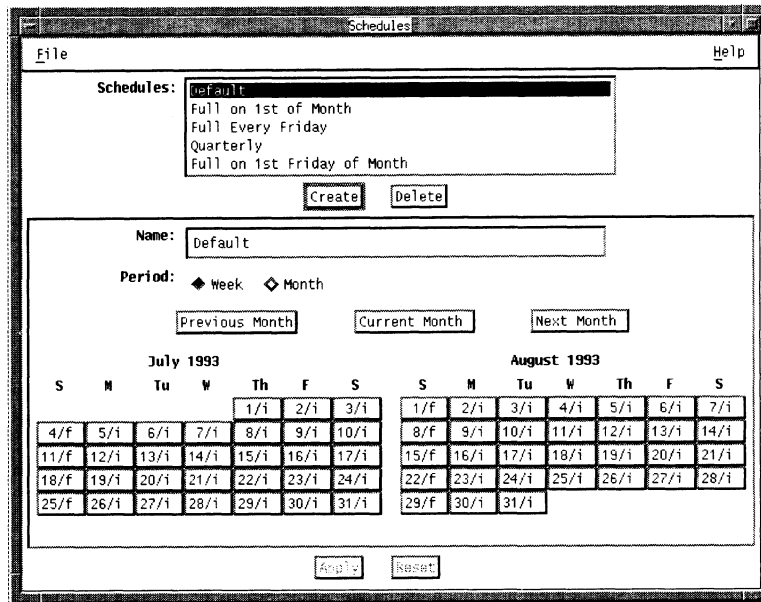 Schedules
File Help
Schedules: Default
Full on 1st of Month
Full Every Friday
Quarterly
Full on 1st Friday of Month
Create Delete
Name: Default
Period: Week Month
Previous Month Current Month Next Month
July 1993 August 1993
S M Tu W Th F S S M Tu W Th F S
1/i 2/i 3/i 1/f 2/i 3/i 4/i 5/i 6/i 7/i
4/f 5/i 6/i 7/i 8/i 9/i 10/i 8/f 9/i 10/i 11/i 12/i 13/i 14/i
11/f 12/i 13/i 14/i 15/i 16/i 17/i 15/f 16/i 17/i 18/i 19/i 20/i 21/i
18/f 19/i 20/i 21/i 22/i 23/i 24/i 22/f 23/i 24/i 25/i 26/i 27/i 28/i
25/f 26/i 27/i 28/i 29/i 30/i 31/i 29/f 30/i 31/i
Apply Reset